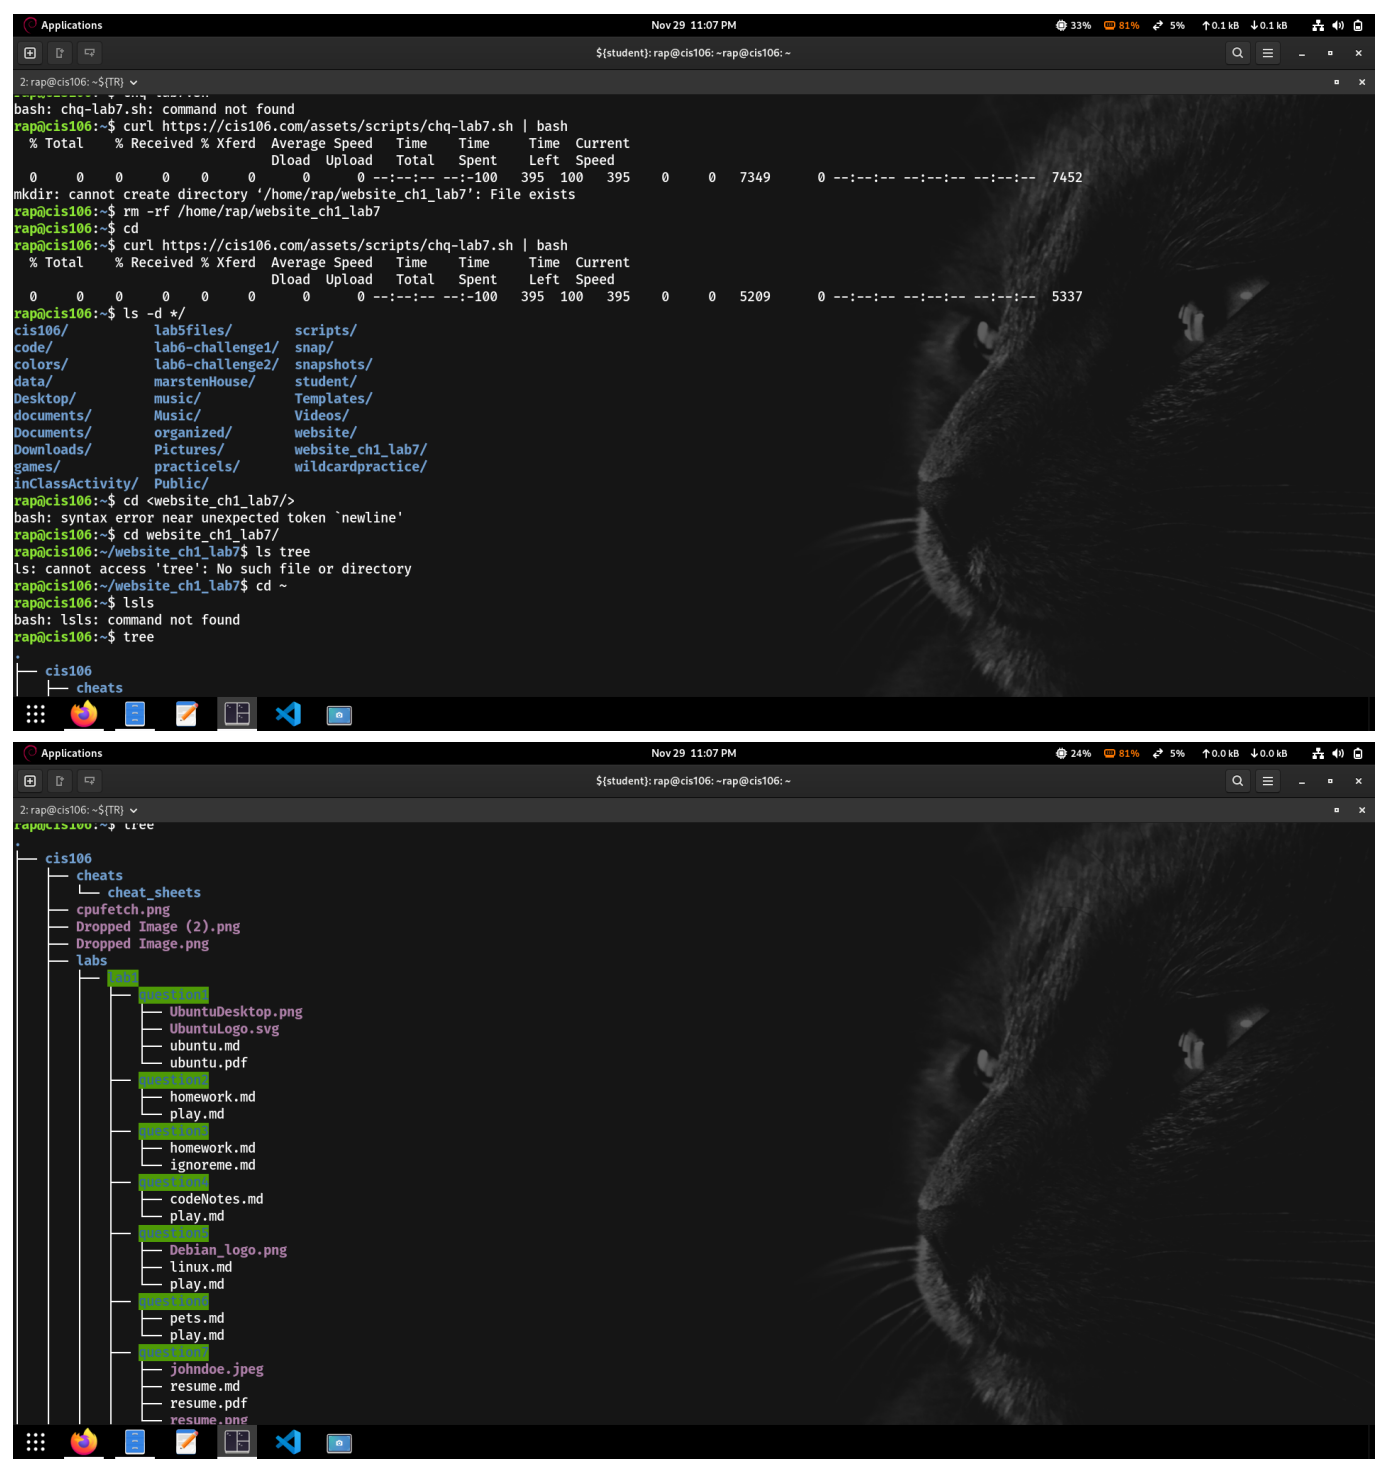 Applications Nov 29 11:07 PM 33% 81% 5% ↑0.1 kB ↓0.1 kB
${student}: rap@cis106: ~rap@cis106: ~
2: rap@cis106: ~${TR}
bash: chq-lab7.sh: command not found
rap@cis106:~$ curl https://cis106.com/assets/scripts/chq-lab7.sh | bash
% Total % Received % Xferd Average Speed Time Time Time Current
Dload Upload Total Spent Left Speed
0 0 0 0 0 0 0 0 --:--:-- --:-100 395 100 395 0 0 7349 0 --:--:-- --:--:-- --:--:-- 7452
mkdir: cannot create directory ‘/home/rap/website_ch1_lab7’: File exists
rap@cis106:~$ rm -rf /home/rap/website_ch1_lab7
rap@cis106:~$ cd
rap@cis106:~$ curl https://cis106.com/assets/scripts/chq-lab7.sh | bash
% Total % Received % Xferd Average Speed Time Time Time Current
Dload Upload Total Spent Left Speed
0 0 0 0 0 0 0 0 --:--:-- --:-100 395 100 395 0 0 5209 0 --:--:-- --:--:-- --:--:-- 5337
rap@cis106:~$ ls -d */
cis106/ lab5files/ scripts/
code/ lab6-challenge1/ snap/
colors/ lab6-challenge2/ snapshots/
data/ marstenHouse/ student/
Desktop/ music/ Templates/
documents/ Music/ Videos/
Documents/ organized/ website/
Downloads/ Pictures/ website_ch1_lab7/
games/ practicels/ wildcardpractice/
inClassActivity/ Public/
rap@cis106:~$ cd <website_ch1_lab7/>
bash: syntax error near unexpected token `newline'
rap@cis106:~$ cd website_ch1_lab7/
rap@cis106:~/website_ch1_lab7$ ls tree
ls: cannot access 'tree': No such file or directory
rap@cis106:~/website_ch1_lab7$ cd ~
rap@cis106:~$ lsls
bash: lsls: command not found
rap@cis106:~$ tree
.
├── cis106
│   ├── cheats
Applications Nov 29 11:07 PM 24% 81% 5% ↑0.0 kB ↓0.0 kB
${student}: rap@cis106: ~rap@cis106: ~
2: rap@cis106: ~${TR}
rap@cis106:~$ tree
.
├── cis106
│   ├── cheats
│   │   └── cheat_sheets
│   ├── cpufetch.png
│   ├── Dropped Image (2).png
│   ├── Dropped Image.png
│   ├── labs
│   │   ├── lab1
│   │   │   ├── question1
│   │   │   │   ├── UbuntuDesktop.png
│   │   │   │   ├── UbuntuLogo.svg
│   │   │   │   ├── ubuntu.md
│   │   │   │   └── ubuntu.pdf
│   │   │   ├── question2
│   │   │   │   ├── homework.md
│   │   │   │   └── play.md
│   │   │   ├── question3
│   │   │   │   ├── homework.md
│   │   │   │   └── ignoreme.md
│   │   │   ├── question4
│   │   │   │   ├── codeNotes.md
│   │   │   │   └── play.md
│   │   │   ├── question5
│   │   │   │   ├── Debian_logo.png
│   │   │   │   ├── linux.md
│   │   │   │   └── play.md
│   │   │   ├── question6
│   │   │   │   ├── pets.md
│   │   │   │   └── play.md
│   │   │   ├── question7
│   │   │   │   ├── johndoe.jpeg
│   │   │   │   ├── resume.md
│   │   │   │   ├── resume.pdf
│   │   │   │   └── resume.png